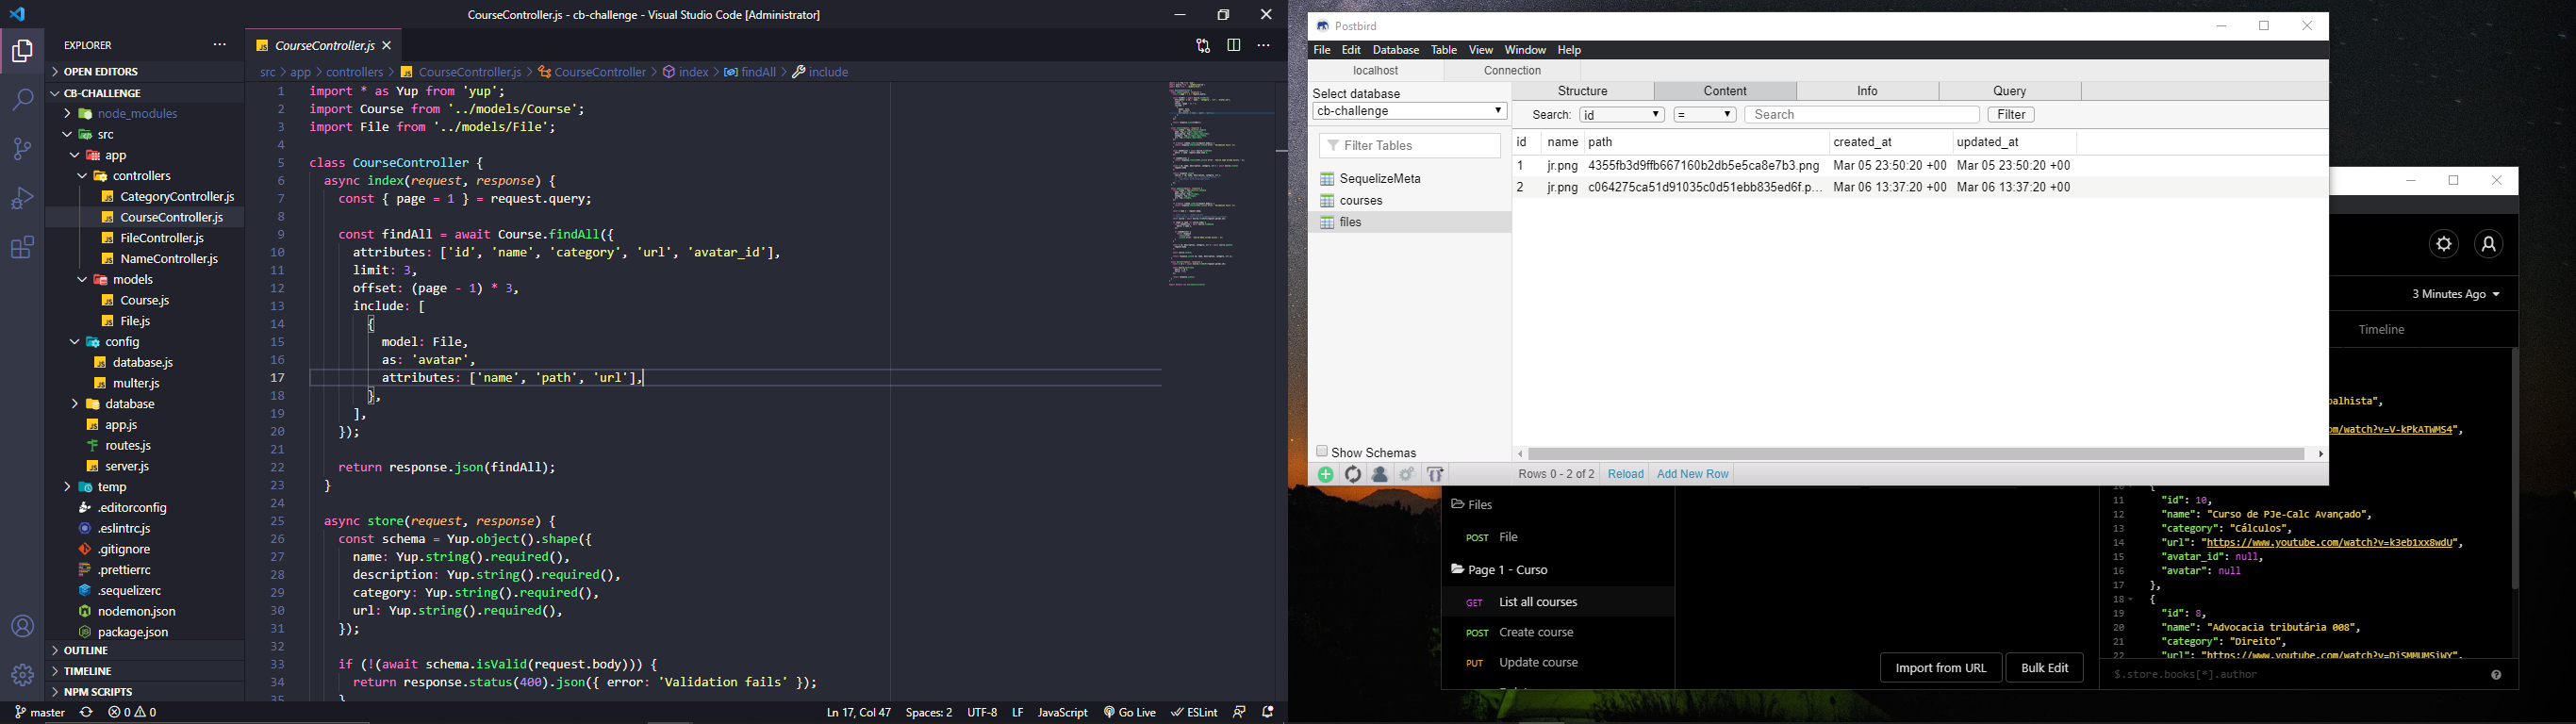 CourseController.js - cb-challenge - Visual Studio Code [Administrator]
EXPLORER
OPEN EDITORS
CB-CHALLENGE
node_modules
src
app
controllers
CategoryController.js
CourseController.js
FileController.js
NameController.js
models
Course.js
File.js
config
database.js
multer.js
database
app.js
routes.js
server.js
temp
.editorconfig
.eslintrc.js
.gitignore
.prettierrc
.sequelizerc
nodemon.json
package.json
OUTLINE
TIMELINE
NPM SCRIPTS
CourseController.js
src > app > controllers > CourseController.js > CourseController > index > findAll > include
1 import * as Yup from 'yup';
2 import Course from '../models/Course';
3 import File from '../models/File';
4
5 class CourseController {
6 async index(request, response) {
7 const { page = 1 } = request.query;
8
9 const findAll = await Course.findAll({
10 attributes: ['id', 'name', 'category', 'url', 'avatar_id'],
11 limit: 3,
12 offset: (page - 1) * 3,
13 include: [
14 {
15 model: File,
16 as: 'avatar',
17 attributes: ['name', 'path', 'url'],
18 },
19 ],
20 });
21
22 return response.json(findAll);
23 }
24
25 async store(request, response) {
26 const schema = Yup.object().shape({
27 name: Yup.string().required(),
28 description: Yup.string().required(),
29 category: Yup.string().required(),
30 url: Yup.string().required(),
31 });
32
33 if (!(await schema.isValid(request.body))) {
34 return response.status(400).json({ error: 'Validation fails' });
35 }
master
0 0
Ln 17, Col 47
Spaces: 2
UTF-8
LF
JavaScript
Go Live
ESLint
Postbird
File Edit Database Table View Window Help
localhost
Connection
Select database
cb-challenge
Filter Tables
SequelizeMeta
courses
files
Show Schemas
Structure
Content
Info
Query
Search:
id
=
Search
Filter
id name path created_at updated_at
1 jr.png 4355fb3d9ffb667160b2db5e5ca8e7b3.png Mar 05 23:50:20 +00 Mar 05 23:50:20 +00
2 jr.png c064275ca51d91035c0d51ebb835ed6f.p… Mar 06 13:37:20 +00 Mar 06 13:37:20 +00
Rows 0 - 2 of 2
Reload
Add New Row
3 Minutes Ago
Timeline
balhista",
om/watch?v=V-kPkATWMS4",
Files
POST File
Page 1 - Curso
GET List all courses
POST Create course
PUT Update course
Import from URL
Bulk Edit
10 {
11 "id": 10,
12 "name": "Curso de PJe-Calc Avançado",
13 "category": "Cálculos",
14 "url": "https://www.youtube.com/watch?v=k3eb1xx8wdU",
15 "avatar_id": null,
16 "avatar": null
17 },
18 {
19 "id": 8,
20 "name": "Advocacia tributária 008",
21 "category": "Direito",
22 "url": "https://www.youtube.com/watch?v=DiSMMUMSiWY",
$.store.books[*].author